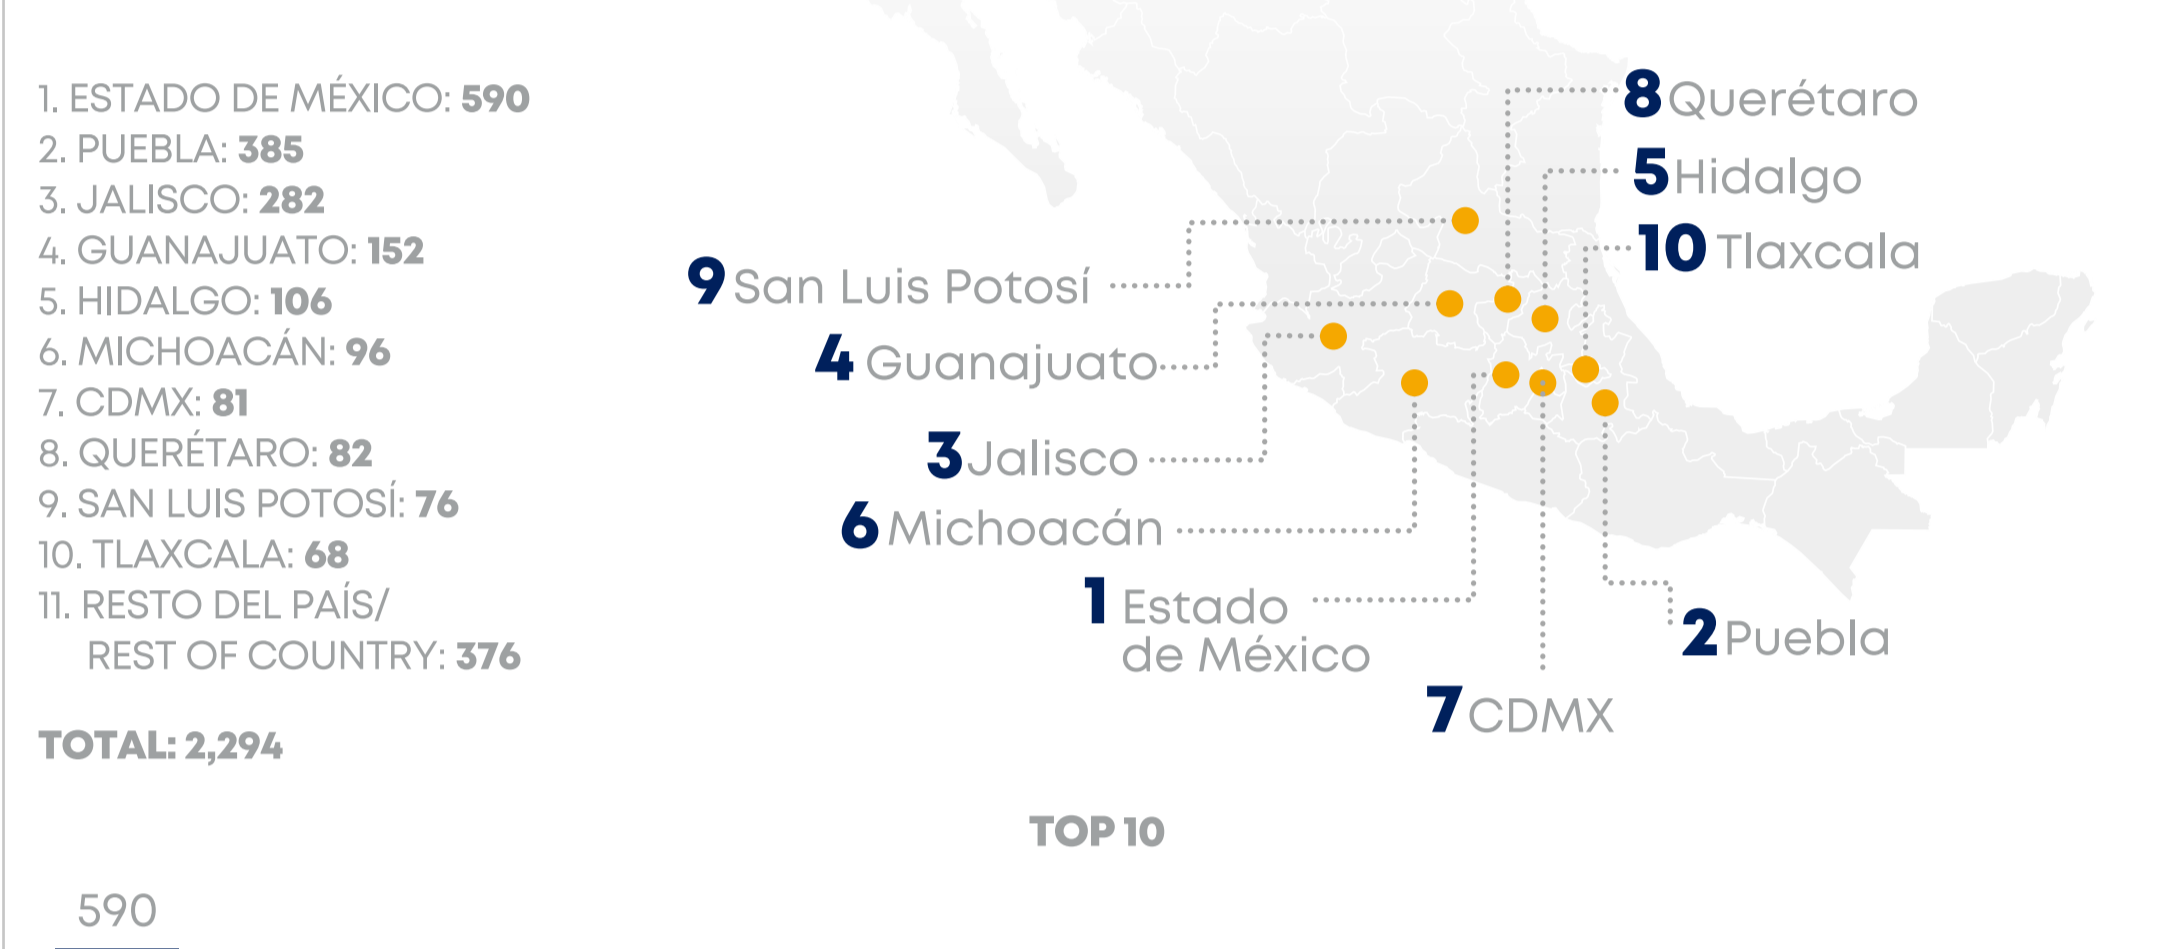 1. ESTADO DE MÉXICO: 590
2. PUEBLA: 385
3. JALISCO: 282
4. GUANAJUATO: 152
5. HIDALGO: 106
6. MICHOACÁN: 96
7. CDMX: 81
8. QUERÉTARO: 82
9. SAN LUIS POTOSÍ: 76
10. TLAXCALA: 68
11. RESTO DEL PAÍS/
REST OF COUNTRY: 376
TOTAL: 2,294
8 Querétaro
5 Hidalgo
10 Tlaxcala
9 San Luis Potosí
4 Guanajuato
3 Jalisco
6 Michoacán
1 Estado
de México
2 Puebla
7 CDMX
TOP 10
590